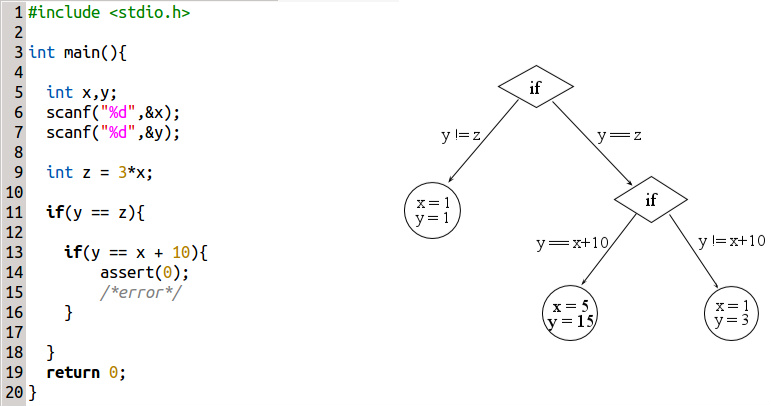 1 #include <stdio.h>
2
3 int main(){
4
5 int x,y;
6 scanf("%d",&x);
7 scanf("%d",&y);
8
9 int z = 3*x;
10
11 if(y == z){
12
13 if(y == x + 10){
14 assert(0);
15 /*error*/
16 }
17
18 }
19 return 0;
20 }
if
y != z
y == z
x = 1
y = 1
if
y == x+10
y != x+10
x = 5
y = 15
x = 1
y = 3